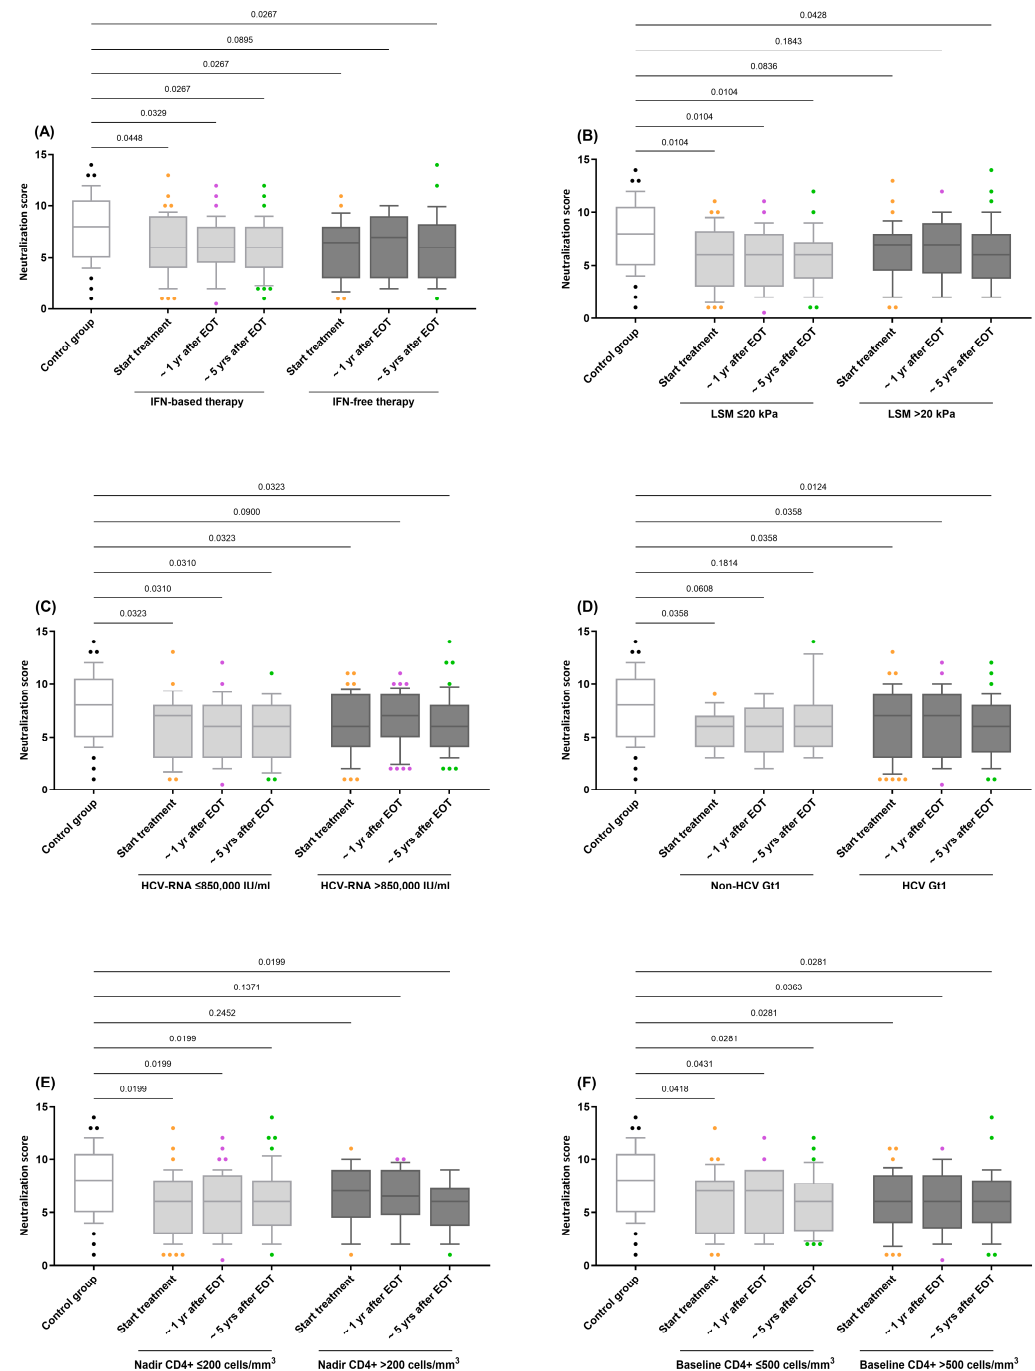 0.0267
0.0895
0.0267
0.0267
0.0329
0.0448
(A)
Neutralization score
15
10
5
0
Control group
Start treatment
~ 1 yr after EOT
~ 5 yrs after EOT
Start treatment
~ 1 yr after EOT
~ 5 yrs after EOT
IFN-based therapy
IFN-free therapy
0.0428
0.1843
0.0836
0.0104
0.0104
0.0104
(B)
Neutralization score
15
10
5
0
Control group
Start treatment
~ 1 yr after EOT
~ 5 yrs after EOT
Start treatment
~ 1 yr after EOT
~ 5 yrs after EOT
LSM ≤20 kPa
LSM >20 kPa
0.0323
0.0900
0.0323
0.0310
0.0310
0.0323
(C)
Neutralization score
15
10
5
0
Control group
Start treatment
~ 1 yr after EOT
~ 5 yrs after EOT
Start treatment
~ 1 yr after EOT
~ 5 yrs after EOT
HCV-RNA ≤850,000 IU/ml
HCV-RNA >850,000 IU/ml
0.0124
0.0358
0.0358
0.1814
0.0608
0.0358
(D)
Neutralization score
15
10
5
0
Control group
Start treatment
~ 1 yr after EOT
~ 5 yrs after EOT
Start treatment
~ 1 yr after EOT
~ 5 yrs after EOT
Non-HCV Gt1
HCV Gt1
0.0199
0.1371
0.2452
0.0199
0.0199
0.0199
(E)
Neutralization score
15
10
5
0
Control group
Start treatment
~ 1 yr after EOT
~ 5 yrs after EOT
Start treatment
~ 1 yr after EOT
~ 5 yrs after EOT
Nadir CD4+ ≤200 cells/mm³
Nadir CD4+ >200 cells/mm³
0.0281
0.0363
0.0281
0.0281
0.0431
0.0418
(F)
Neutralization score
15
10
5
0
Control group
Start treatment
~ 1 yr after EOT
~ 5 yrs after EOT
Start treatment
~ 1 yr after EOT
~ 5 yrs after EOT
Baseline CD4+ ≤500 cells/mm³
Baseline CD4+ >500 cells/mm³